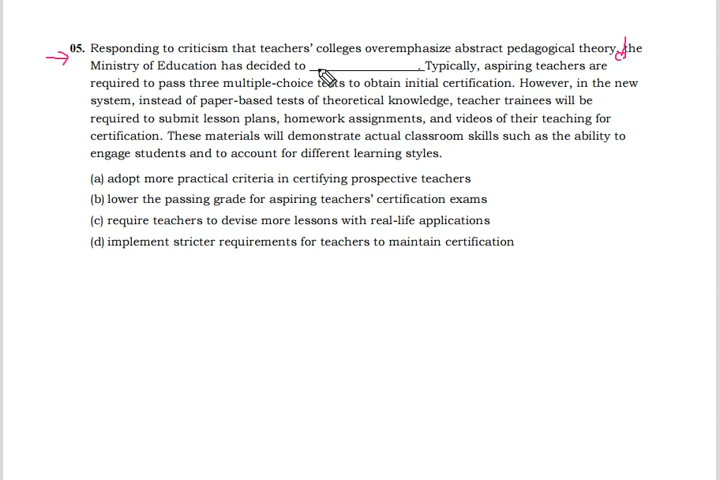 05. Responding to criticism that teachers' colleges overemphasize abstract pedagogical theory, the
Ministry of Education has decided to ________________. Typically, aspiring teachers are
required to pass three multiple-choice tests to obtain initial certification. However, in the new
system, instead of paper-based tests of theoretical knowledge, teacher trainees will be
required to submit lesson plans, homework assignments, and videos of their teaching for
certification. These materials will demonstrate actual classroom skills such as the ability to
engage students and to account for different learning styles.
(a) adopt more practical criteria in certifying prospective teachers
(b) lower the passing grade for aspiring teachers' certification exams
(c) require teachers to devise more lessons with real-life applications
(d) implement stricter requirements for teachers to maintain certification